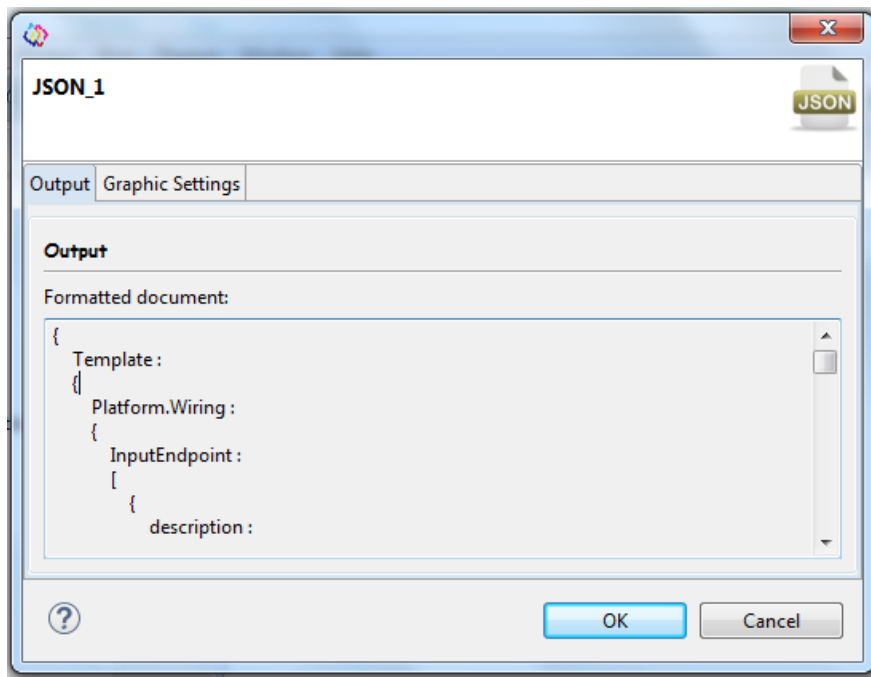 JSON_1
JSON
Output Graphic Settings
Output
Formatted document:
{
Template :
{
Platform.Wiring :
{
InputEndpoint :
[
{
description :
?
OK Cancel